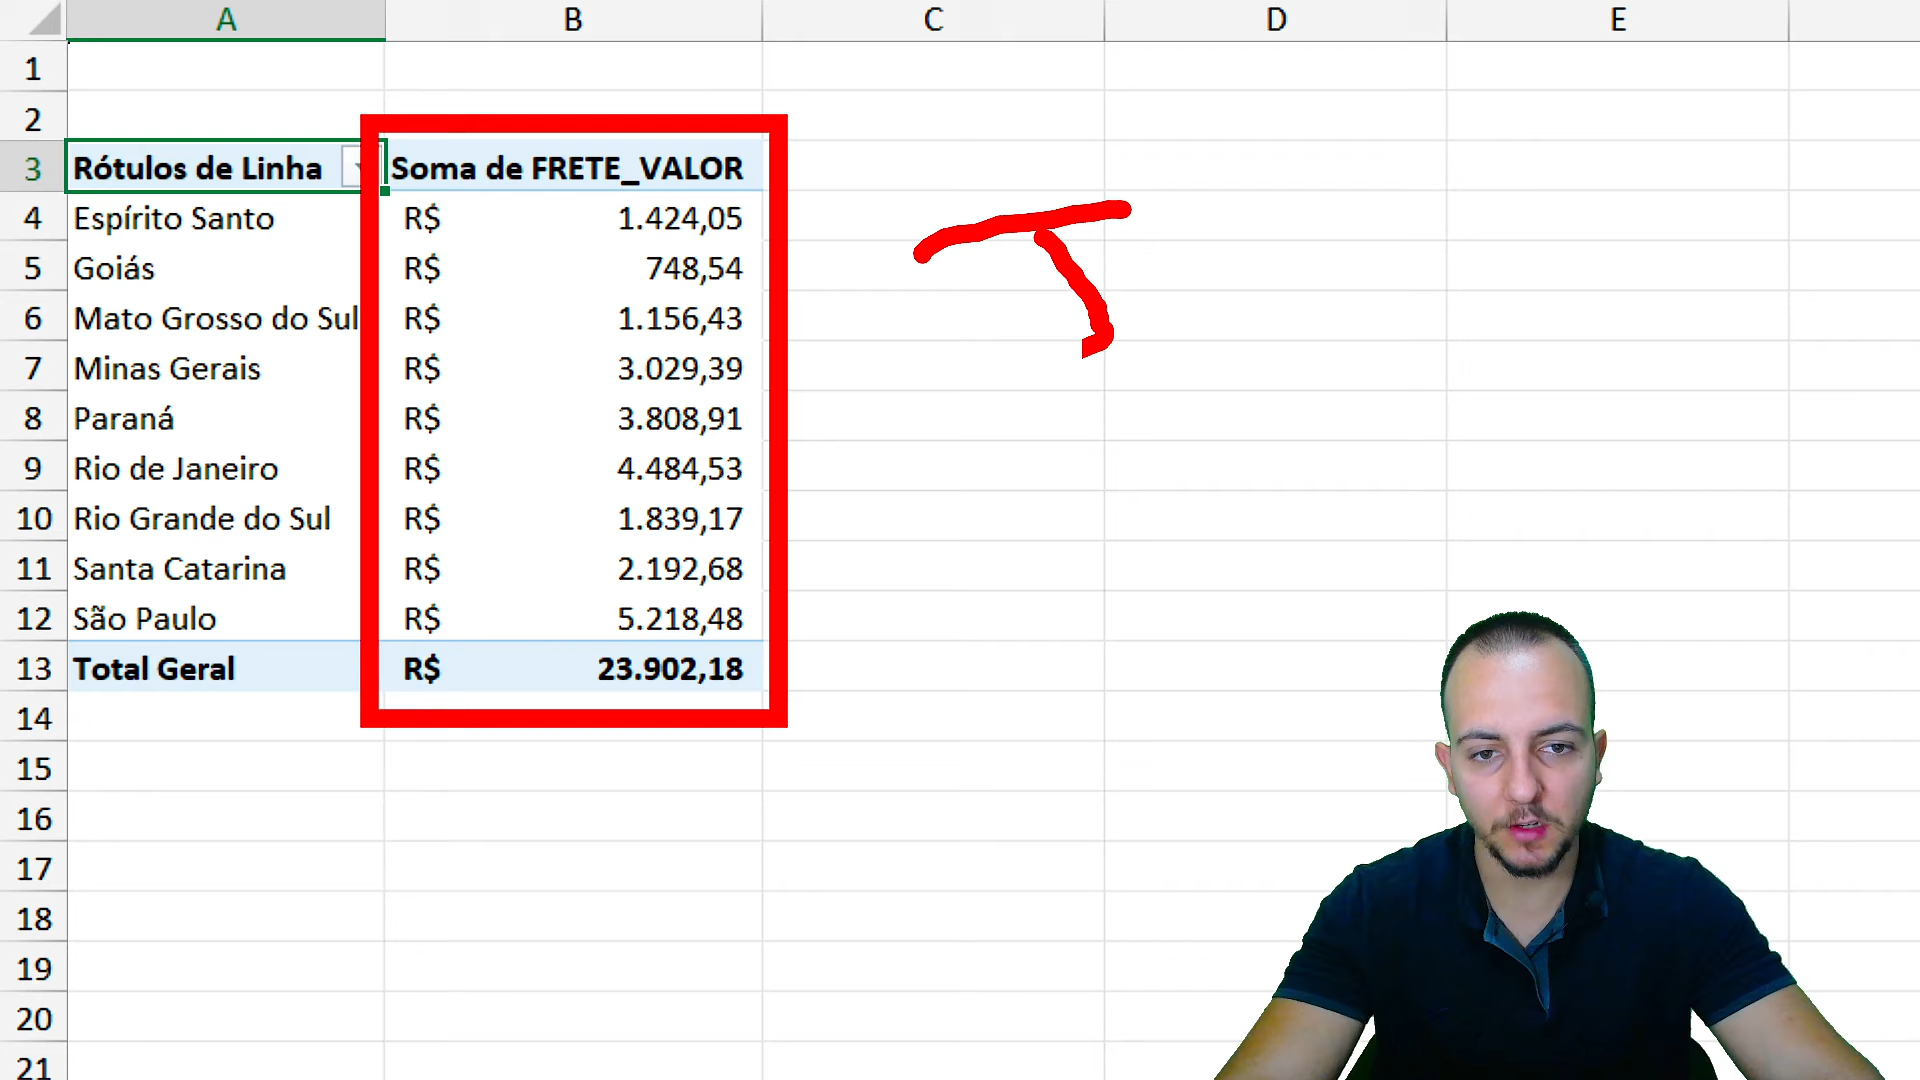 A B C D E
1
2
3 Rótulos de Linha Soma de FRETE_VALOR
4 Espírito Santo R$ 1.424,05
5 Goiás R$ 748,54
6 Mato Grosso do Sul R$ 1.156,43
7 Minas Gerais R$ 3.029,39
8 Paraná R$ 3.808,91
9 Rio de Janeiro R$ 4.484,53
10 Rio Grande do Sul R$ 1.839,17
11 Santa Catarina R$ 2.192,68
12 São Paulo R$ 5.218,48
13 Total Geral R$ 23.902,18
14
15
16
17
18
19
20
21